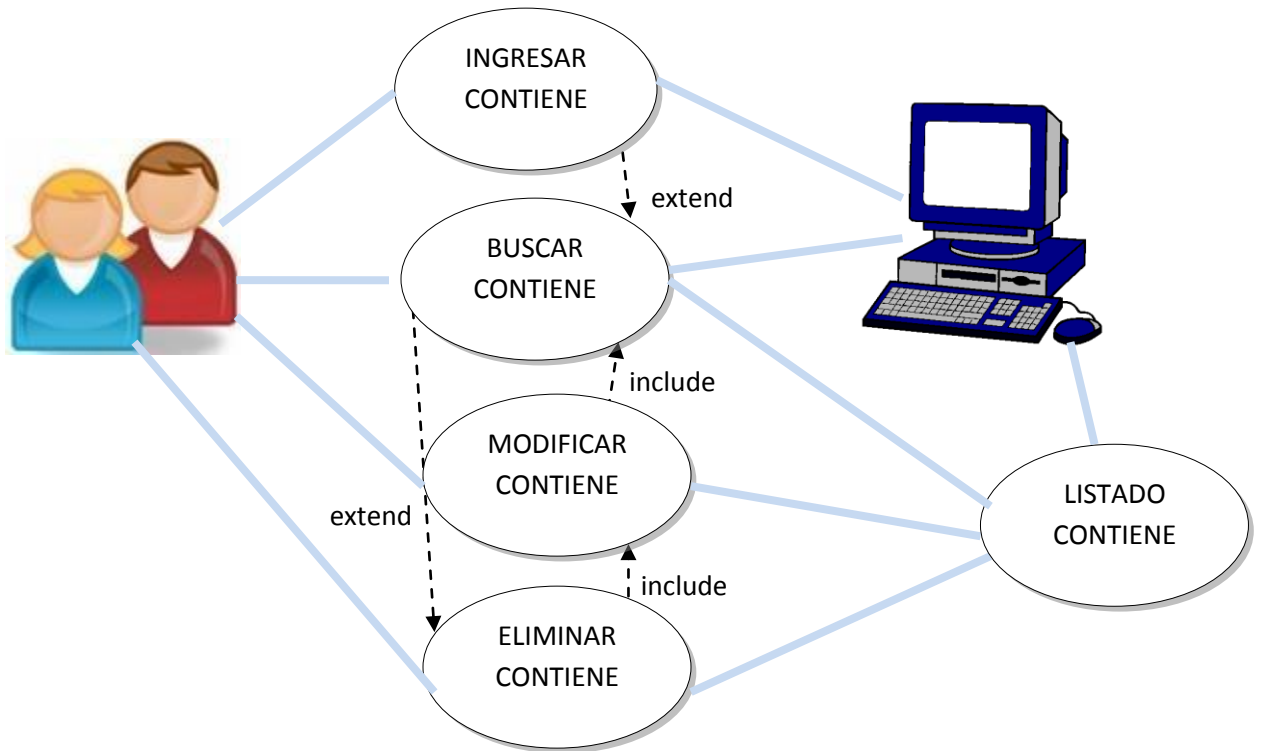 INGRESAR
CONTIENE
extend
BUSCAR
CONTIENE
include
MODIFICAR
CONTIENE
LISTADO
CONTIENE
extend
include
ELIMINAR
CONTIENE